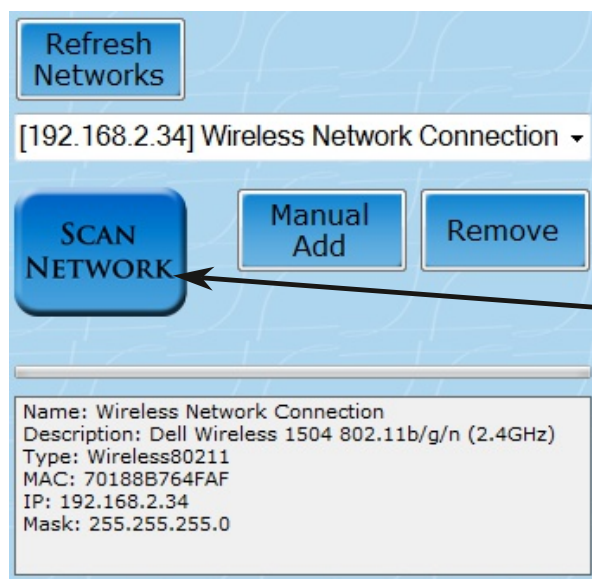 Refresh
Networks
[192.168.2.34] Wireless Network Connection
SCAN
NETWORK
Manual
Add
Remove
Name: Wireless Network Connection
Description: Dell Wireless 1504 802.11b/g/n (2.4GHz)
Type: Wireless80211
MAC: 70188B764FAF
IP: 192.168.2.34
Mask: 255.255.255.0